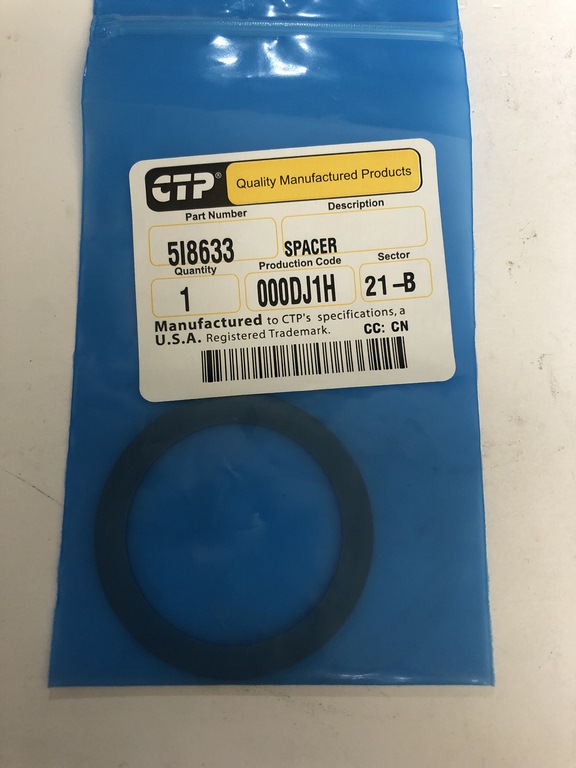 CTP® Quality Manufactured Products
Part Number Description
5I8633 SPACER
Quantity Production Code Sector
1 000DJ1H 21-B
Manufactured to CTP's specifications, a
U.S.A. Registered Trademark. CC: CN